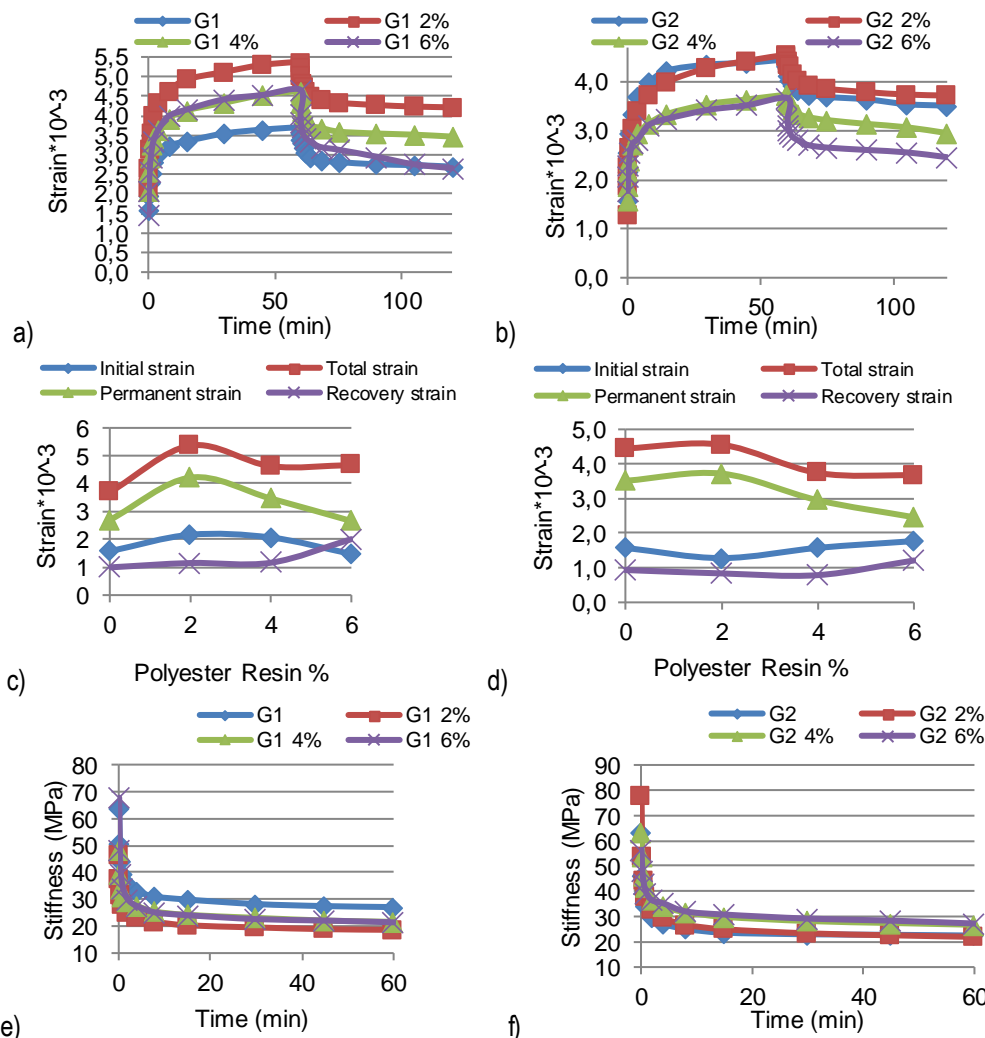 G1 G1 2%
G1 4% G1 6%
5,5
5,0
4,5
4,0
3,5
3,0
2,5
2,0
1,5
1,0
0,5
0,0
Strain*10^-3
0 50 100
Time (min)
a)
G2 G2 2%
G2 4% G2 6%
4,0
3,0
2,0
1,0
0,0
Strain*10^-3
0 50 100
Time (min)
b)
Initial strain Total strain
Permanent strain Recovery strain
6
5
4
3
2
1
0
Strain*10^-3
0 2 4 6
Polyester Resin %
c)
Initial strain Total strain
Permanent strain Recovery strain
5,0
4,0
3,0
2,0
1,0
0,0
Strain*10^-3
0 2 4 6
Polyester Resin %
d)
G1 G1 2%
G1 4% G1 6%
80
70
60
50
40
30
20
10
Stiffness (MPa)
0 20 40 60
Time (min)
e)
G2 G2 2%
G2 4% G2 6%
90
80
70
60
50
40
30
20
10
Stiffness (MPa)
0 20 40 60
Time (min)
f)